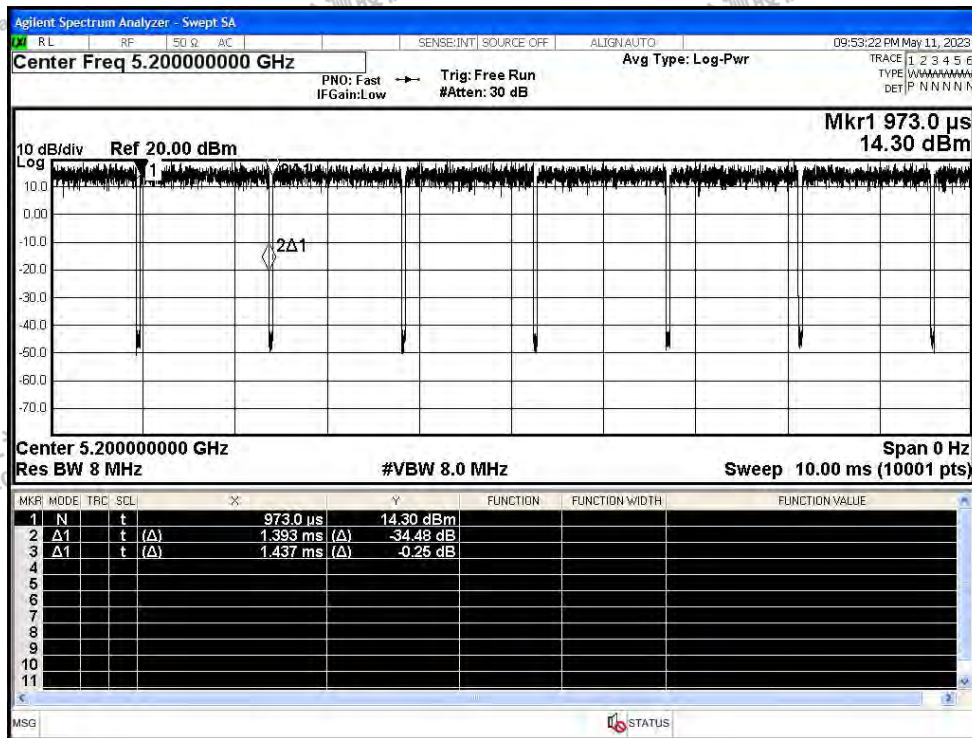 Agilent Spectrum Analyzer - Swept SA
RL RF 50 Ω AC SENSE:INT SOURCE OFF ALIGNAUTO 09:53:22 PM May 11, 2023
Center Freq 5.200000000 GHz Avg Type: Log-Pwr TRACE 1 2 3 4 5 6
PNO: Fast Trig: Free Run TYPE WWWWWW
IFGain:Low #Atten: 30 dB DET P N N N N N
Mkr1 973.0 µs
10 dB/div Ref 20.00 dBm 14.30 dBm
Log
1
10.0
0.00
-10.0
2Δ1
-20.0
-30.0
-40.0
-50.0
-60.0
-70.0
Center 5.200000000 GHz Span 0 Hz
Res BW 8 MHz #VBW 8.0 MHz Sweep 10.00 ms (10001 pts)
MKR MODE TRC SCL X Y FUNCTION FUNCTION WIDTH FUNCTION VALUE
1 N t 973.0 µs 14.30 dBm
2 Δ1 t (Δ) 1.393 ms (Δ) -34.48 dB
3 Δ1 t (Δ) 1.437 ms (Δ) -0.25 dB
4
5
6
7
8
9
10
11
MSG STATUS